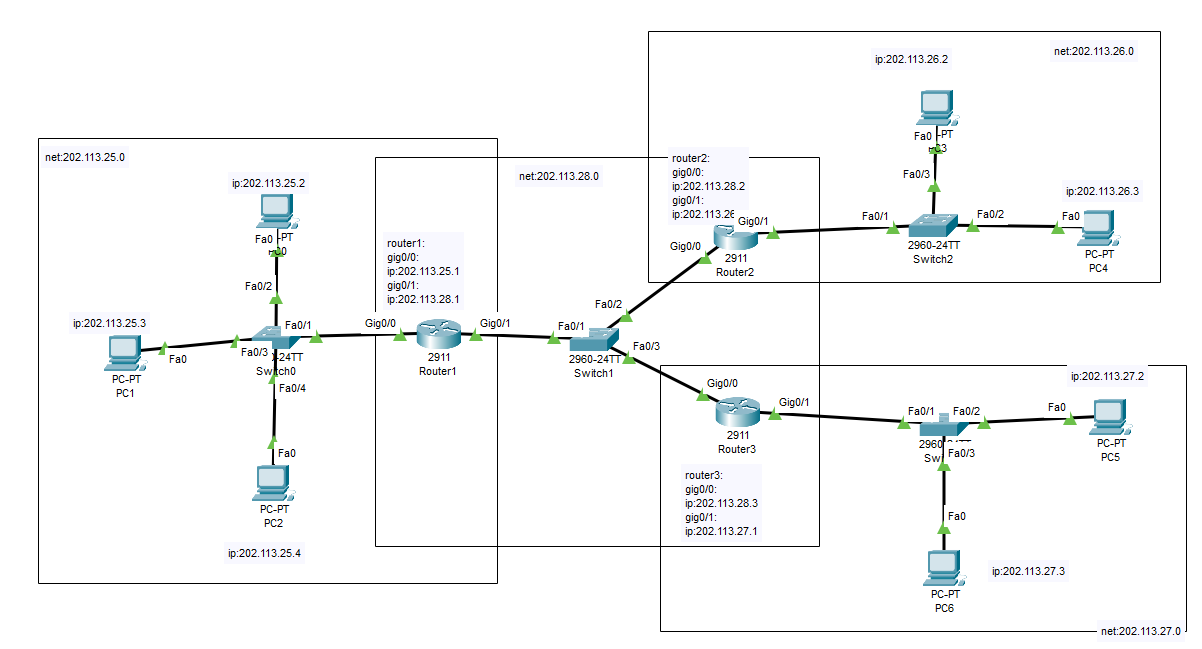 net:202.113.25.0
ip:202.113.25.2
Fa0
-PT
Fa0/2
ip:202.113.25.3
Fa0
PC-PT
PC1
Fa0/3
Fa0/1
-24TT
Switch0
Fa0/4
Fa0
PC-PT
PC2
ip:202.113.25.4
net:202.113.28.0
router1:
gig0/0:
ip:202.113.25.1
gig0/1:
ip:202.113.28.1
Gig0/0
Gig0/1
2911
Router1
Fa0/1
Fa0/2
Fa0/3
2960-24TT
Switch1
net:202.113.26.0
ip:202.113.26.2
Fa0
-PT
Fa0/3
router2:
gig0/0:
ip:202.113.28.2
gig0/1:
ip:202.113.26
Gig0/1
Gig0/0
2911
Router2
Fa0/1
Fa0/2
2960-24TT
Switch2
ip:202.113.26.3
Fa0
PC-PT
PC4
Gig0/0
Gig0/1
2911
Router3
router3:
gig0/0:
ip:202.113.28.3
gig0/1:
ip:202.113.27.1
Fa0/1
Fa0/2
Fa0/3
ip:202.113.27.2
Fa0
PC-PT
PC5
Fa0
PC-PT
PC6
ip:202.113.27.3
net:202.113.27.0